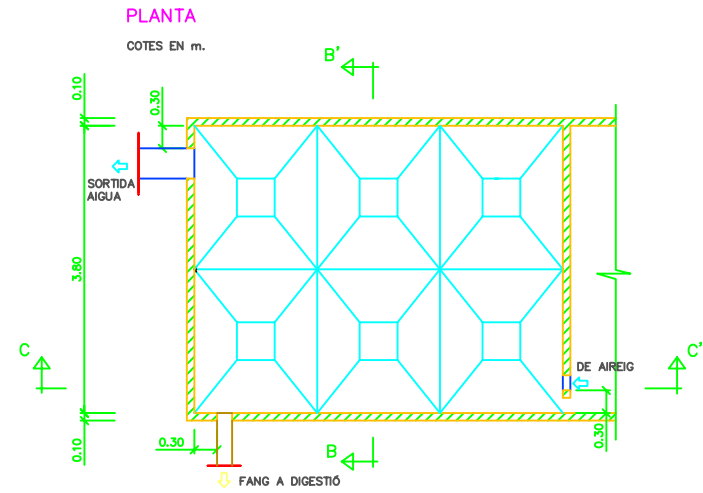 PLANTA
COTES EN m.
B'
0.10
0.30
SORTIDA
AIGUA
3.80
C
C'
DE AIREIG
0.30
0.10
0.30
B
FANG A DIGESTIÓ